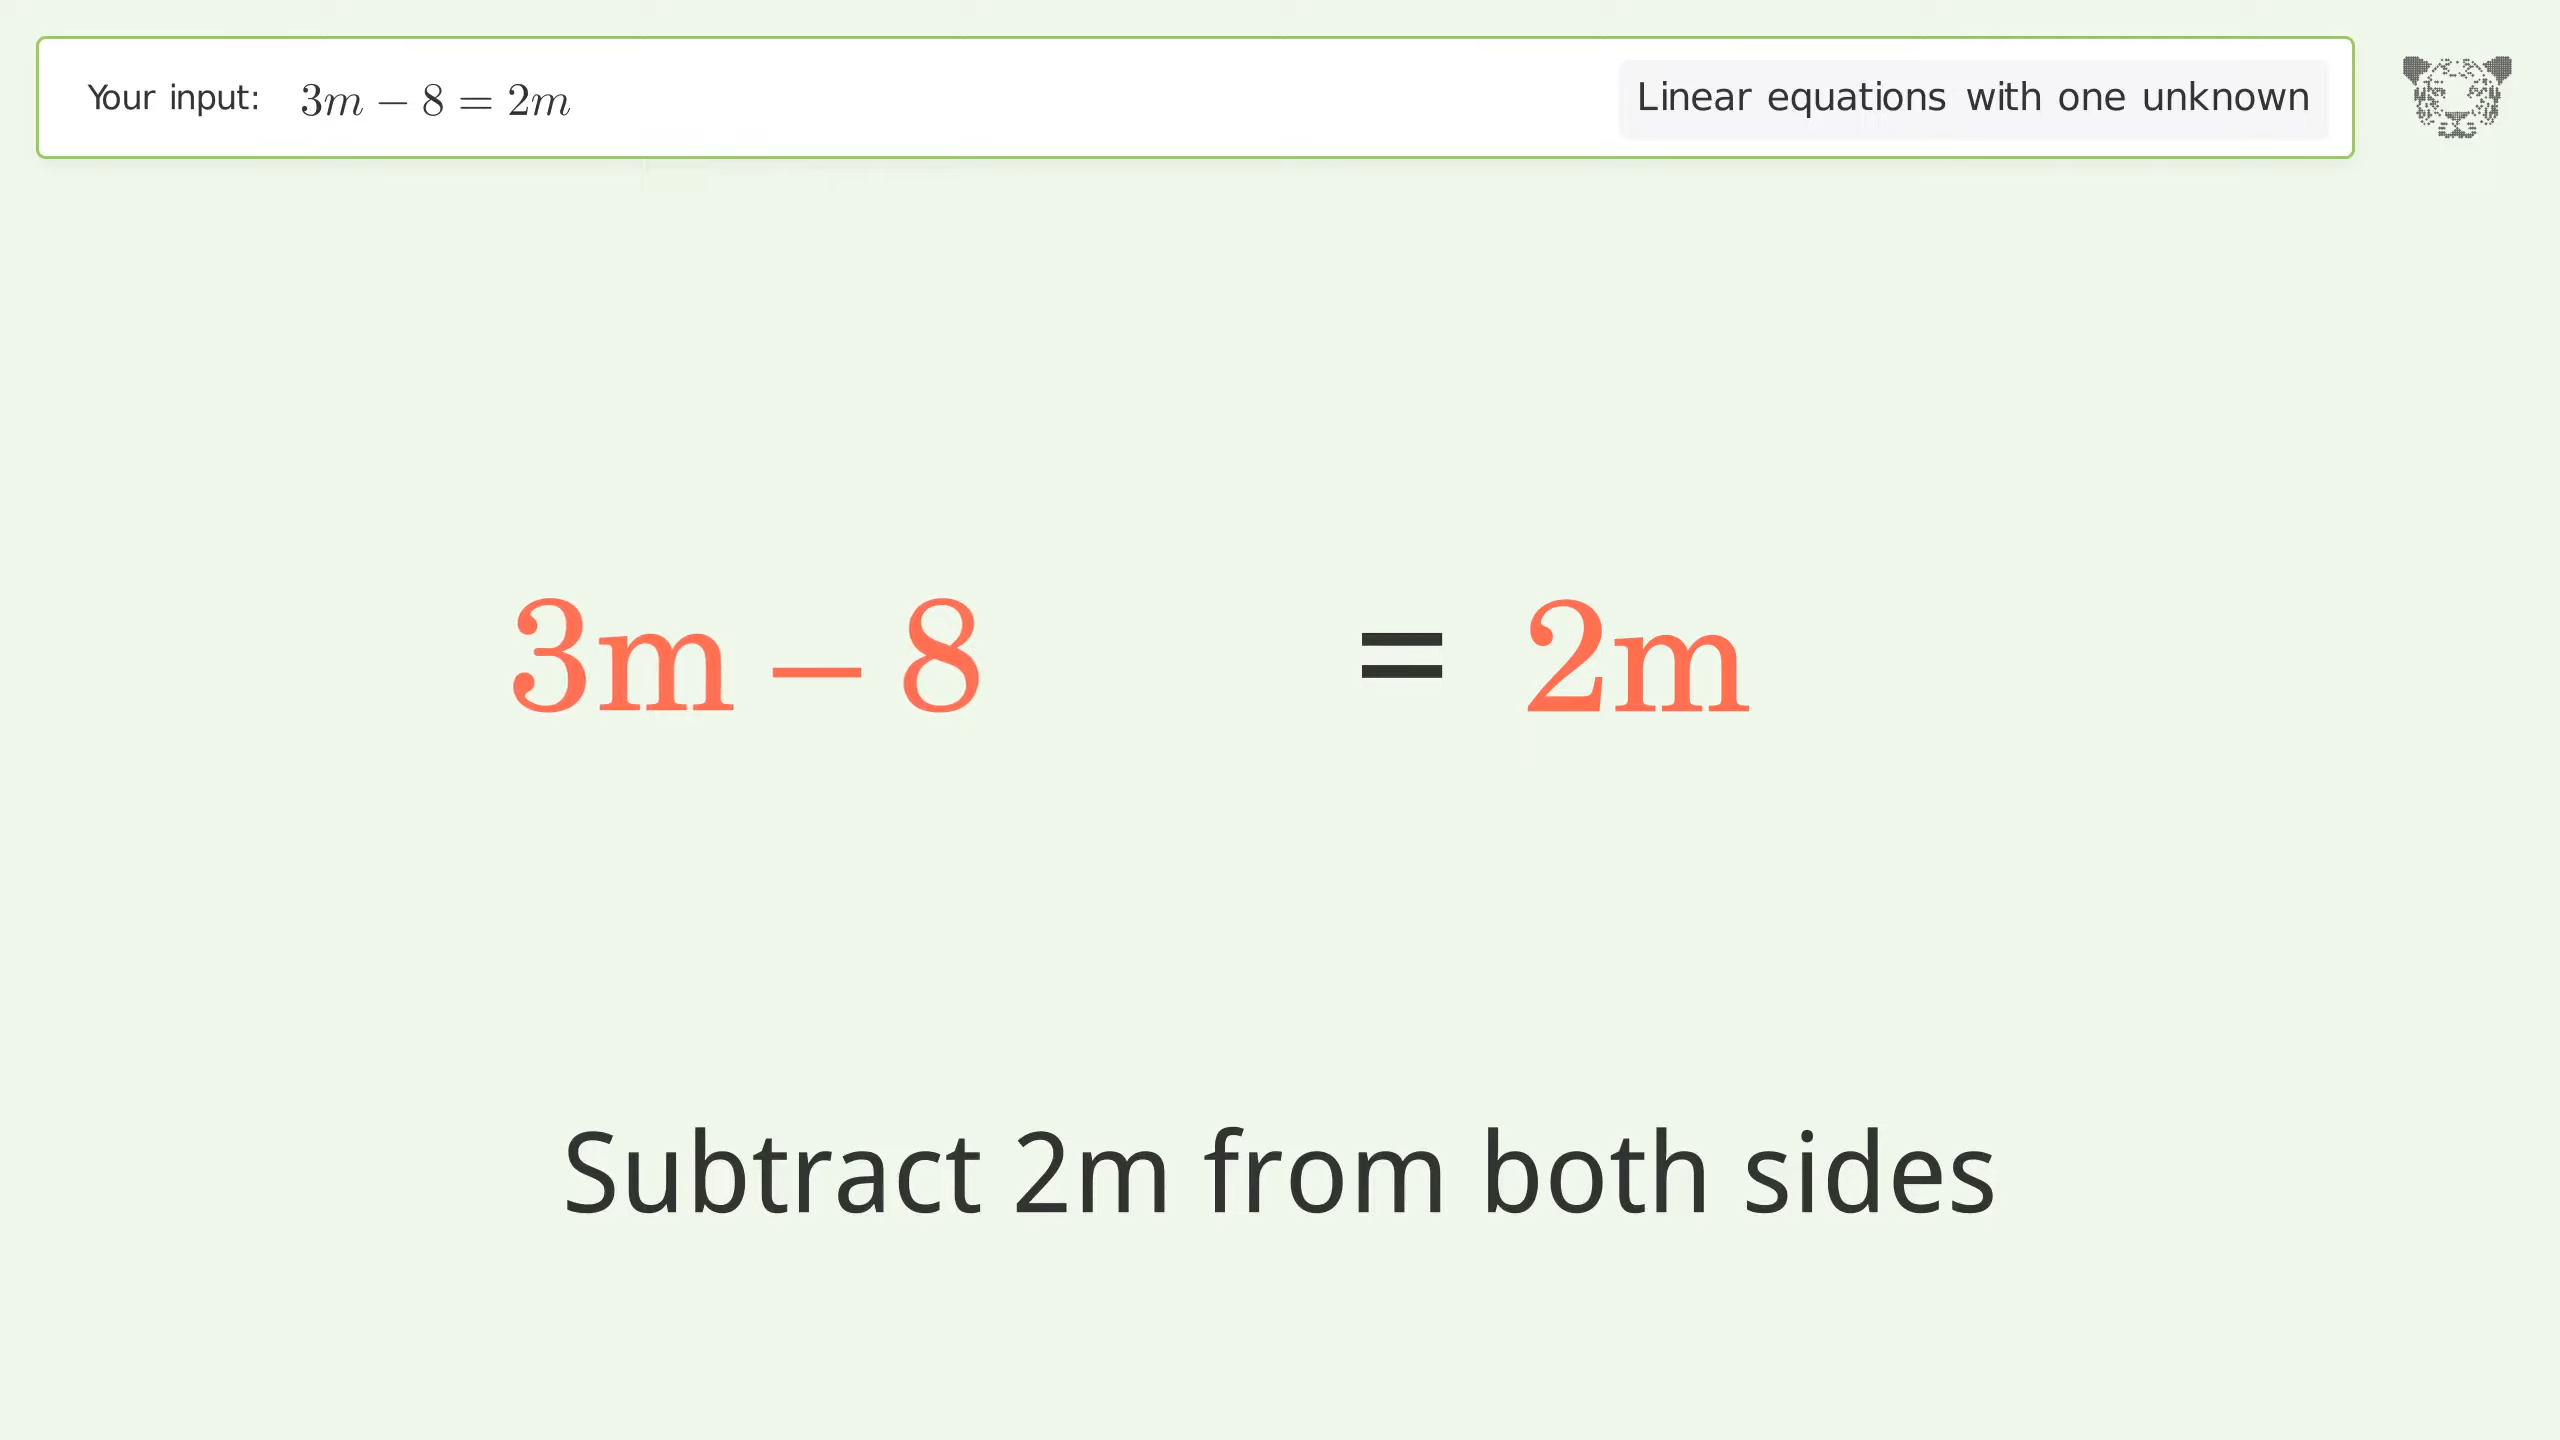 Your input: 3m − 8 = 2m Linear equations with one unknown
3m − 8 = 2m
Subtract 2m from both sides